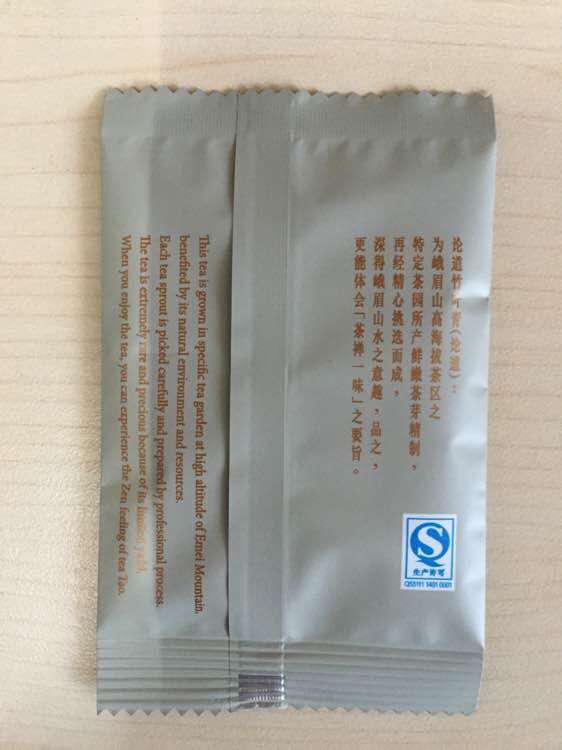 论道竹叶青(论道):
为峨眉山高海拔茶区之
特定茶园所产鲜嫩茶芽精制,
再经精心挑选而成,
深得峨眉山水之意趣,品之,
更能体会「茶禅一味」之要旨。
This tea is grown in specific tea garden at high altitude of Emei Mountain,
benefited by its natural environment and resources.
Each tea sprout is picked carefully and prepared by professional process.
The tea is extremely rare and precious because of its limited yield.
When you enjoy the tea, you can experience the Zen feeling of tea Tao.
生产许可
QS5111 1401 0001